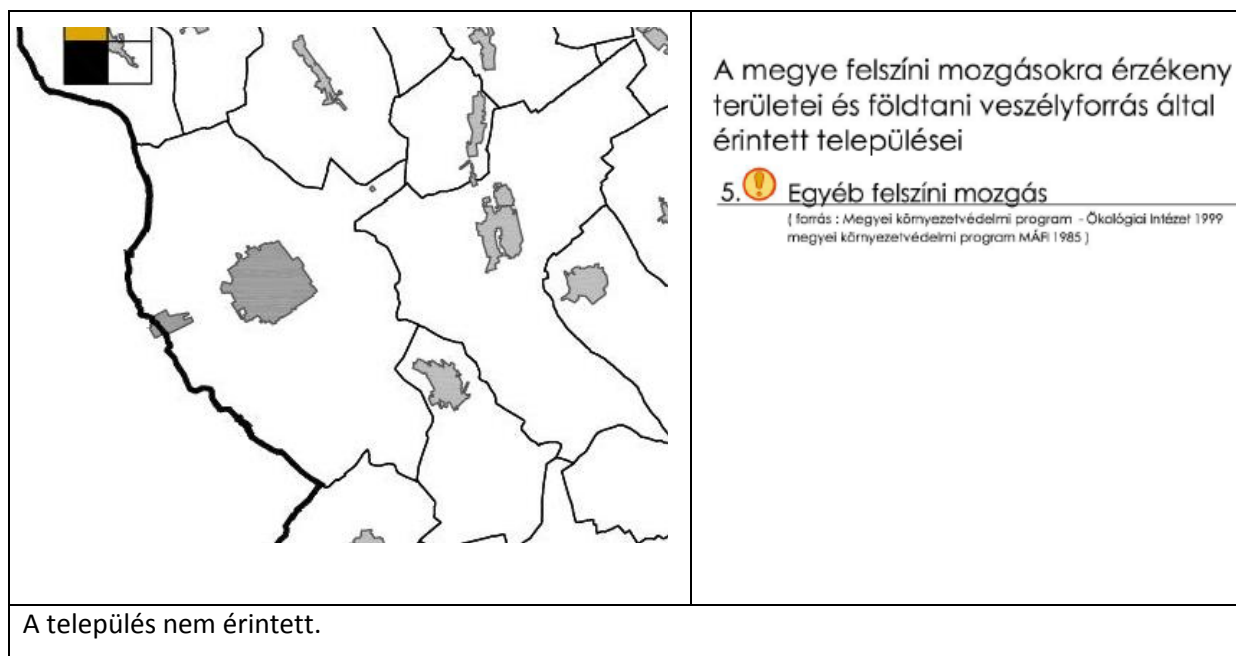 A megye felszíni mozgásokra érzékeny
területei és földtani veszélyforrás által
érintett települései
5. Egyéb felszíni mozgás
( forrás : Megyei környezetvédelmi program - Ökológiai Intézet 1999
megyei környezetvédelmi program MÁFI 1985 )
A település nem érintett.